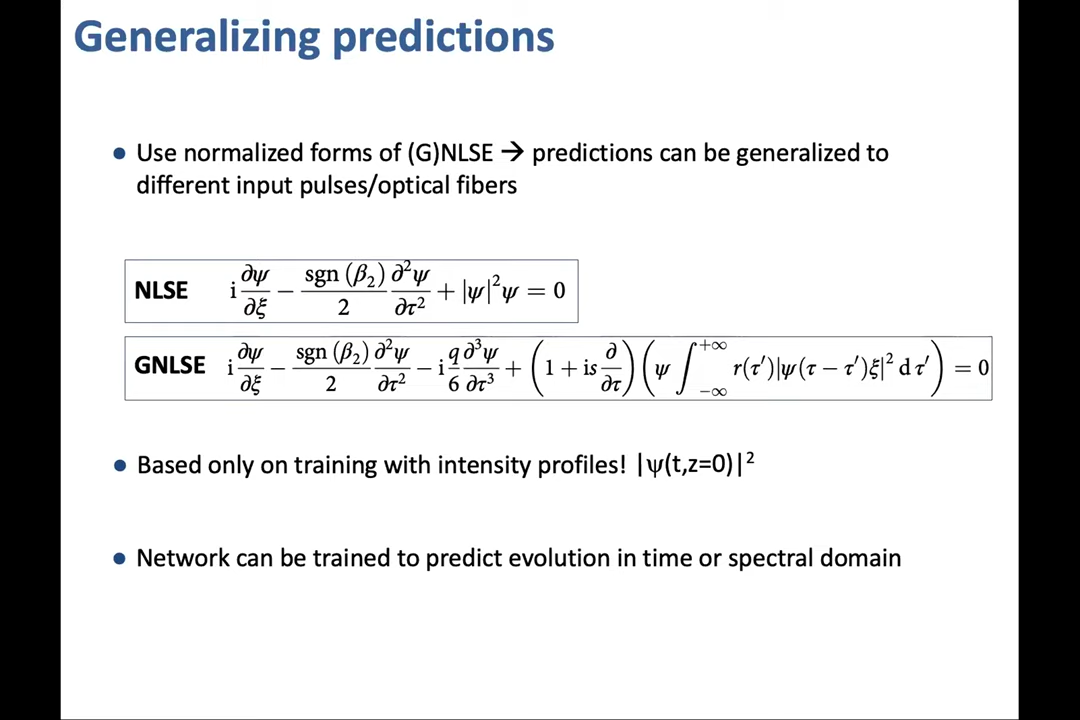 Generalizing predictions
● Use normalized forms of (G)NLSE → predictions can be generalized to
different input pulses/optical fibers
NLSE i ∂ψ/∂ξ − sgn (β₂)/2 ∂²ψ/∂τ² + |ψ|²ψ = 0
GNLSE i ∂ψ/∂ξ − sgn (β₂)/2 ∂²ψ/∂τ² − i q/6 ∂³ψ/∂τ³ + (1 + is ∂/∂τ) (ψ ∫₋∞⁺∞ r(τ′)|ψ(τ − τ′)ξ|² d τ′) = 0
● Based only on training with intensity profiles! |ψ(t,z=0)|²
● Network can be trained to predict evolution in time or spectral domain